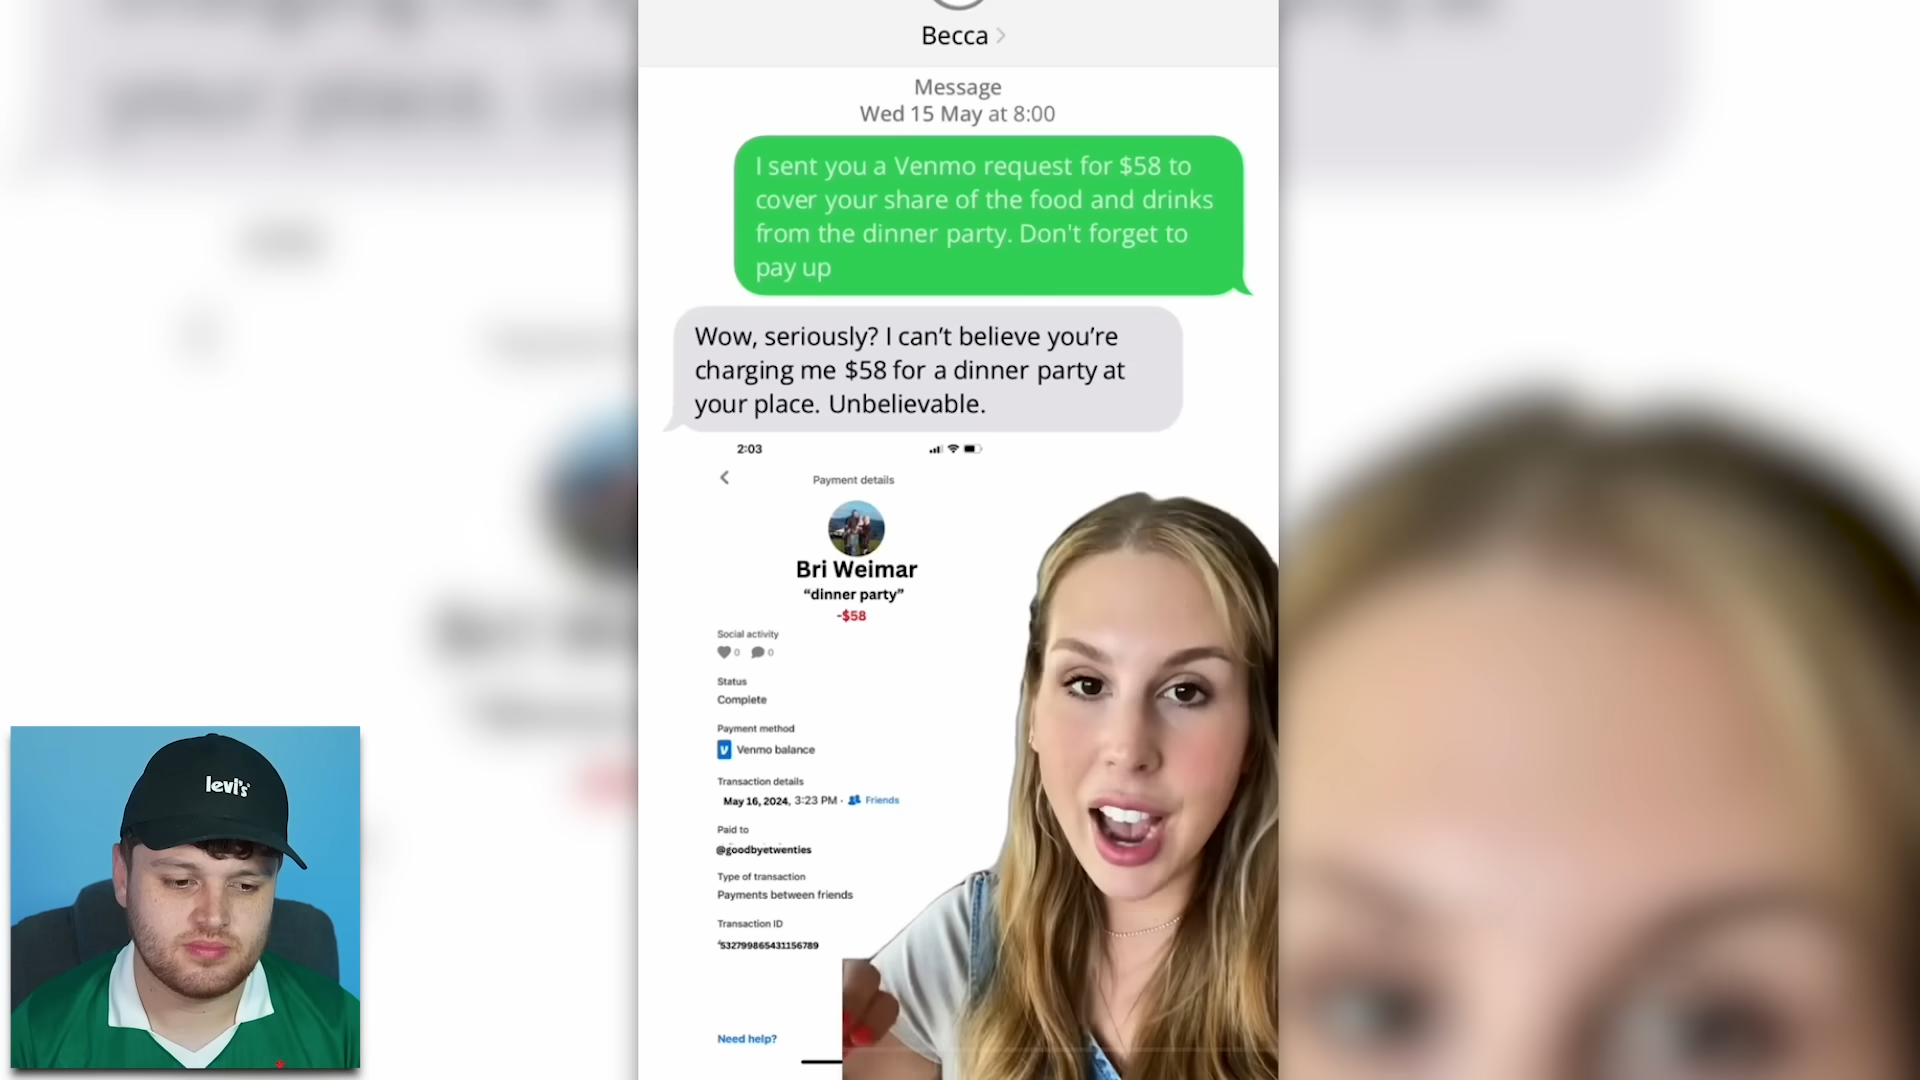 Becca
Message
Wed 15 May at 8:00
I sent you a Venmo request for $58 to
cover your share of the food and drinks
from the dinner party. Don't forget to
pay up
Wow, seriously? I can’t believe you’re
charging me $58 for a dinner party at
your place. Unbelievable.
2:03
Payment details
Bri Weimar
“dinner party”
-$58
Social activity
0 0
Status
Complete
Payment method
Venmo balance
Transaction details
May 16, 2024, 3:23 PM · Friends
Paid to
@goodbyetwenties
Type of transaction
Payments between friends
Transaction ID
532799865431156789
Need help?
levi's